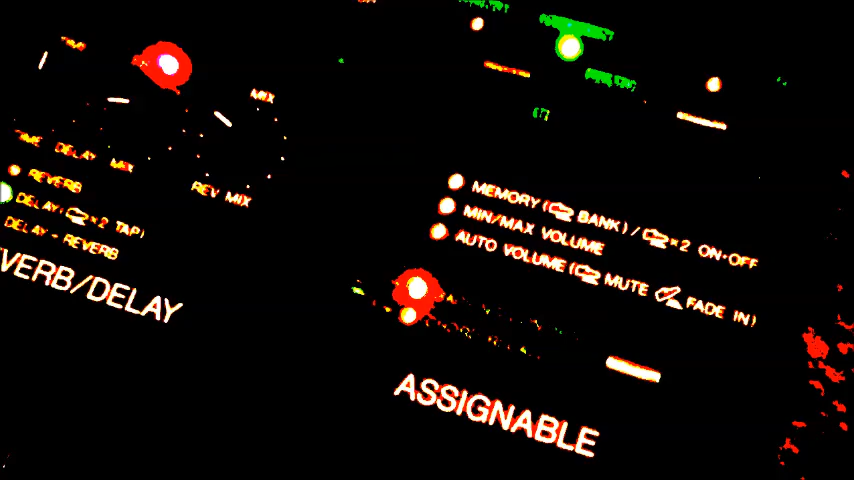 MIX
TIME DELAY MIX
REV MIX
REVERB
DELAY( ×2 TAP)
DELAY + REVERB
VERB/DELAY
MEMORY ( BANK) / ×2 ON•OFF
MIN/MAX VOLUME
AUTO VOLUME ( MUTE FADE IN)
ASSIGNABLE